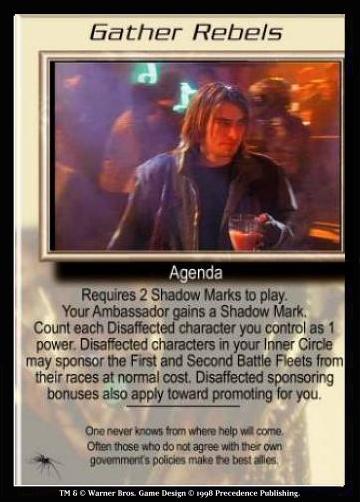 Gather Rebels
Agenda
Requires 2 Shadow Marks to play.
Your Ambassador gains a Shadow Mark.
Count each Disaffected character you control as 1
power. Disaffected characters in your Inner Circle
may sponsor the First and Second Battle Fleets from
their races at normal cost. Disaffected sponsoring
bonuses also apply toward promoting for you.
One never knows from where help will come.
Often those who do not agree with their own
government's policies make the best allies.
TM & © Warner Bros. Game Design © 1998 Precedence Publishing.